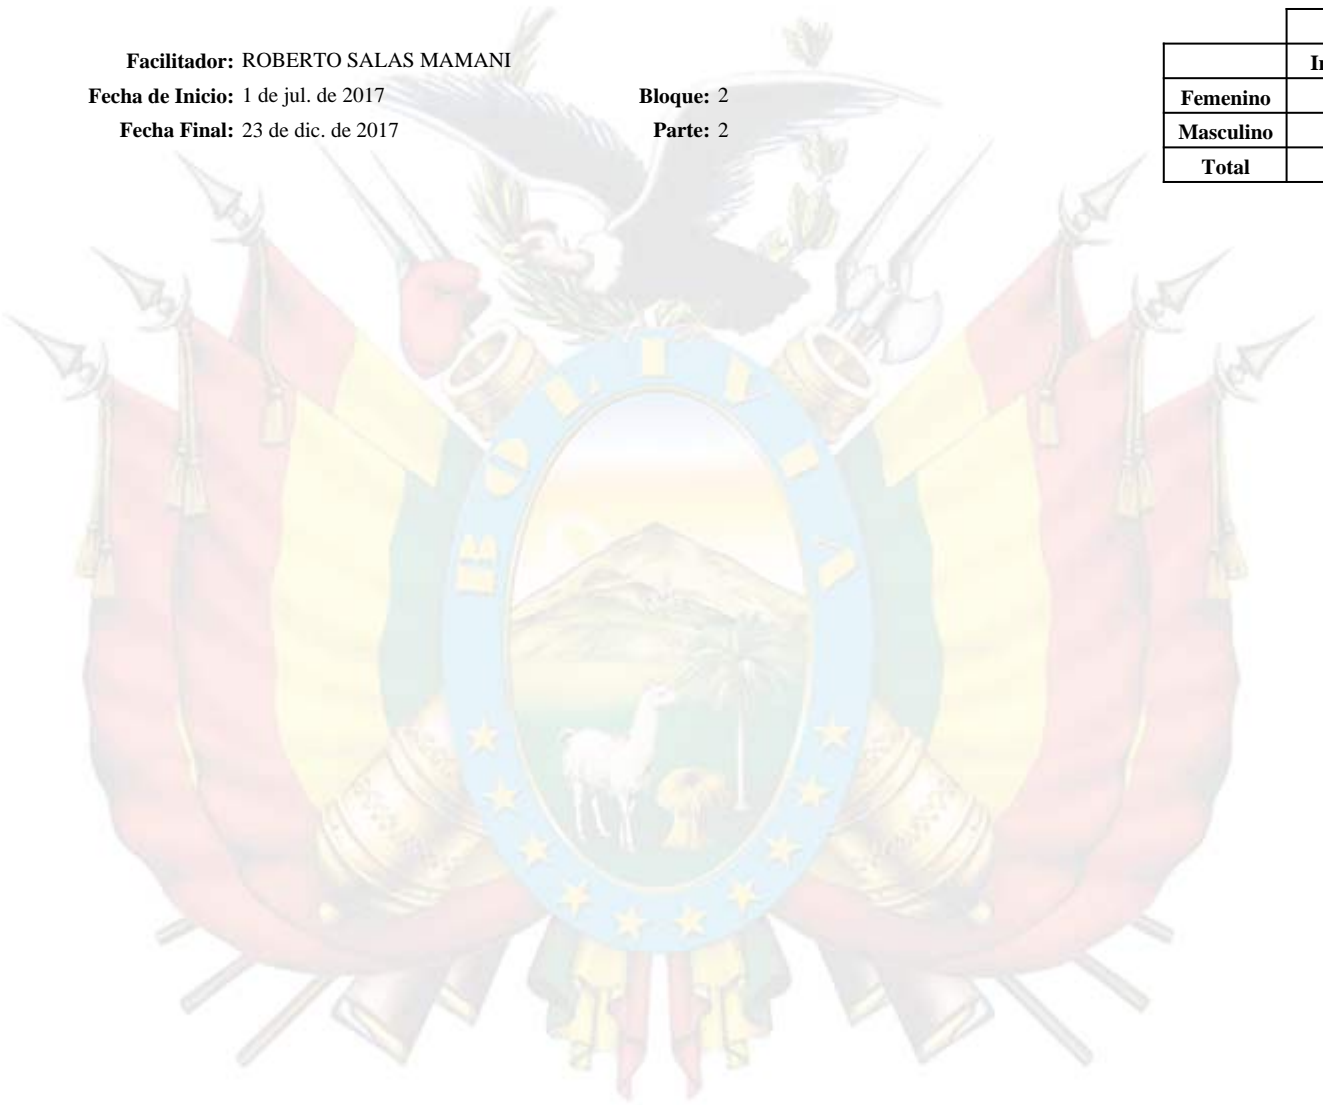 Facilitador: ROBERTO SALAS MAMANI
Fecha de Inicio: 1 de jul. de 2017 Bloque: 2
Fecha Final: 23 de dic. de 2017 Parte: 2
Femenino
Masculino
Total
BOLIVIA